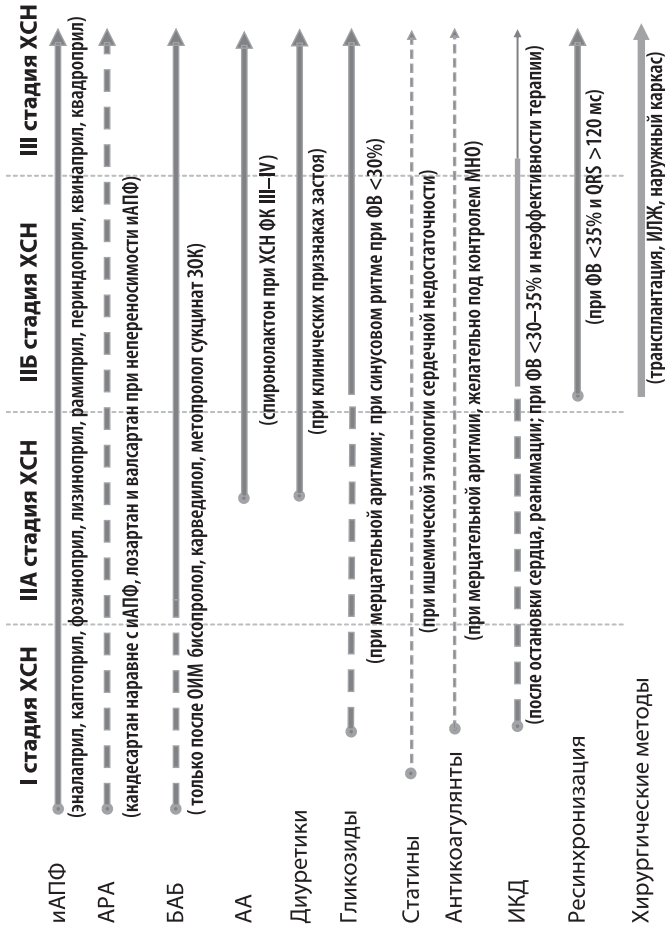 I стадия ХСН
IIА стадия ХСН
IIБ стадия ХСН
III стадия ХСН
иАПФ
(эналаприл, каптоприл, фозиноприл, лизиноприл, рамиприл, периндоприл, квинаприл, квадроприл)
АРА
(кандесартан наравне с иАПФ, лозартан и валсартан при непереносимости иАПФ)
БАБ
( только после ОИМ бисопролол, карведилол, метопролол сукцинат ЗОК)
АА
(спиронолактон при ХСН ФК III–IV)
Диуретики
(при клинических признаках застоя)
Гликозиды
(при мерцательной аритмии; при синусовом ритме при ФВ <30%)
Статины
(при ишемической этиологии сердечной недостаточности)
Антикоагулянты
(при мерцательной аритмии, желательно под контролем МНО)
ИКД
(после остановки сердца, реанимации; при ФВ <30–35% и неэффективности терапии)
Ресинхронизация
(при ФВ <35% и QRS >120 мс)
Хирургические методы
(трансплантация, ИЛЖ, наружный каркас)